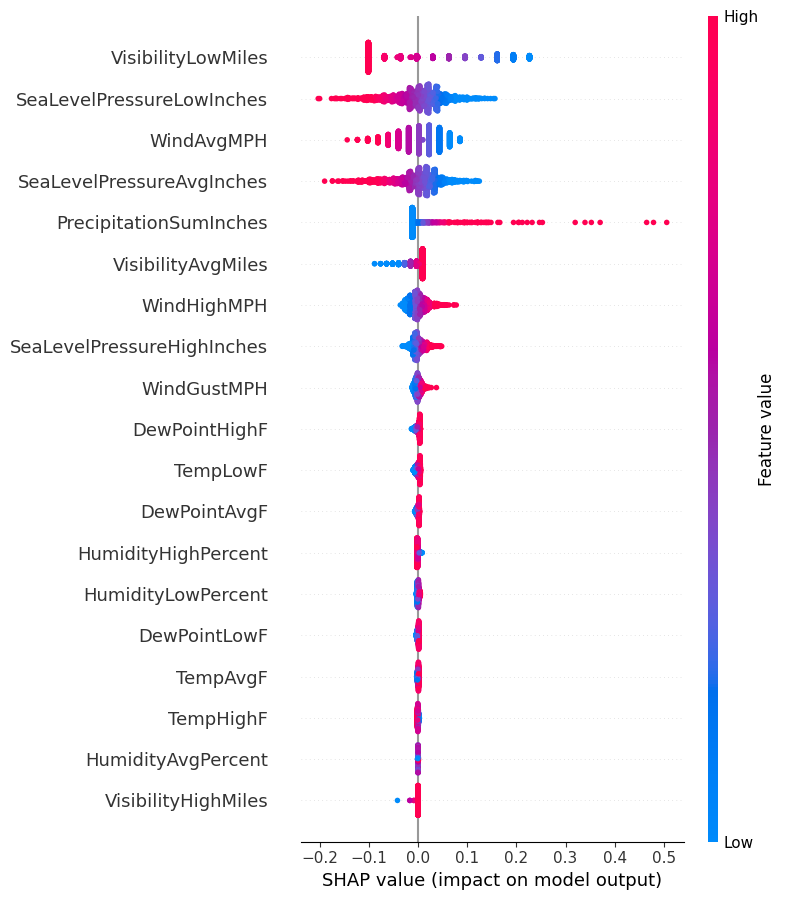 High
VisibilityLowMiles
SeaLevelPressureLowInches
WindAvgMPH
SeaLevelPressureAvgInches
PrecipitationSumInches
VisibilityAvgMiles
WindHighMPH
SeaLevelPressureHighInches
WindGustMPH
DewPointHighF
TempLowF
DewPointAvgF
HumidityHighPercent
HumidityLowPercent
DewPointLowF
TempAvgF
TempHighF
HumidityAvgPercent
VisibilityHighMiles
Feature value
Low
−0.2 −0.1 0.0 0.1 0.2 0.3 0.4 0.5
SHAP value (impact on model output)